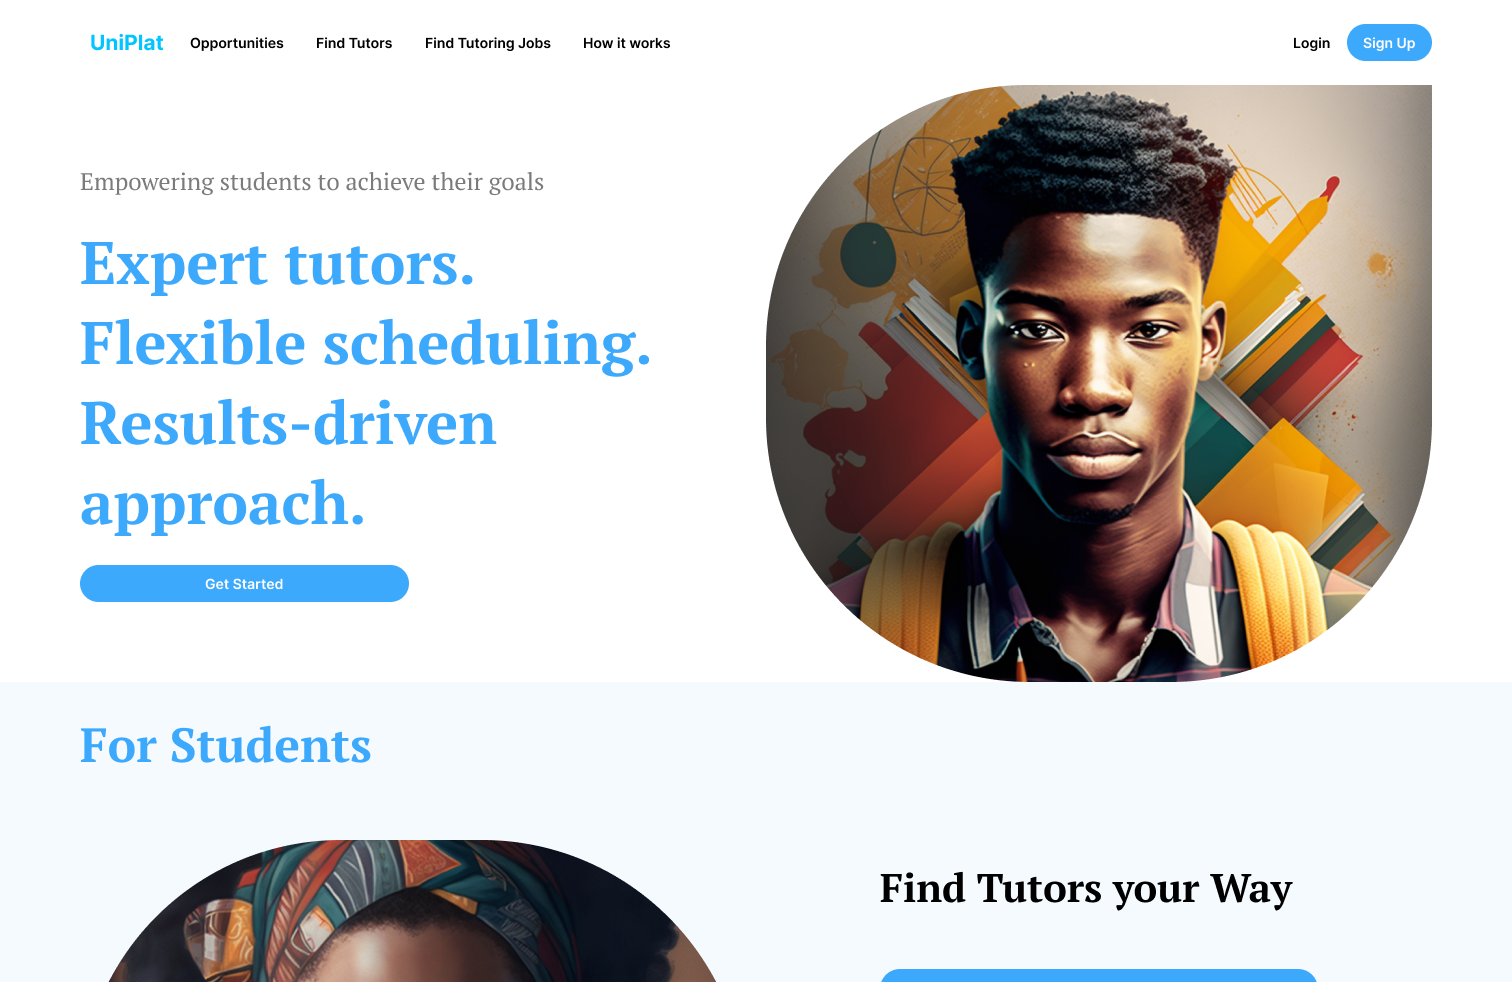 UniPlat
Opportunities
Find Tutors
Find Tutoring Jobs
How it works
Login
Sign Up
Empowering students to achieve their goals
Expert tutors.
Flexible scheduling.
Results-driven
approach.
Get Started
For Students
Find Tutors your Way